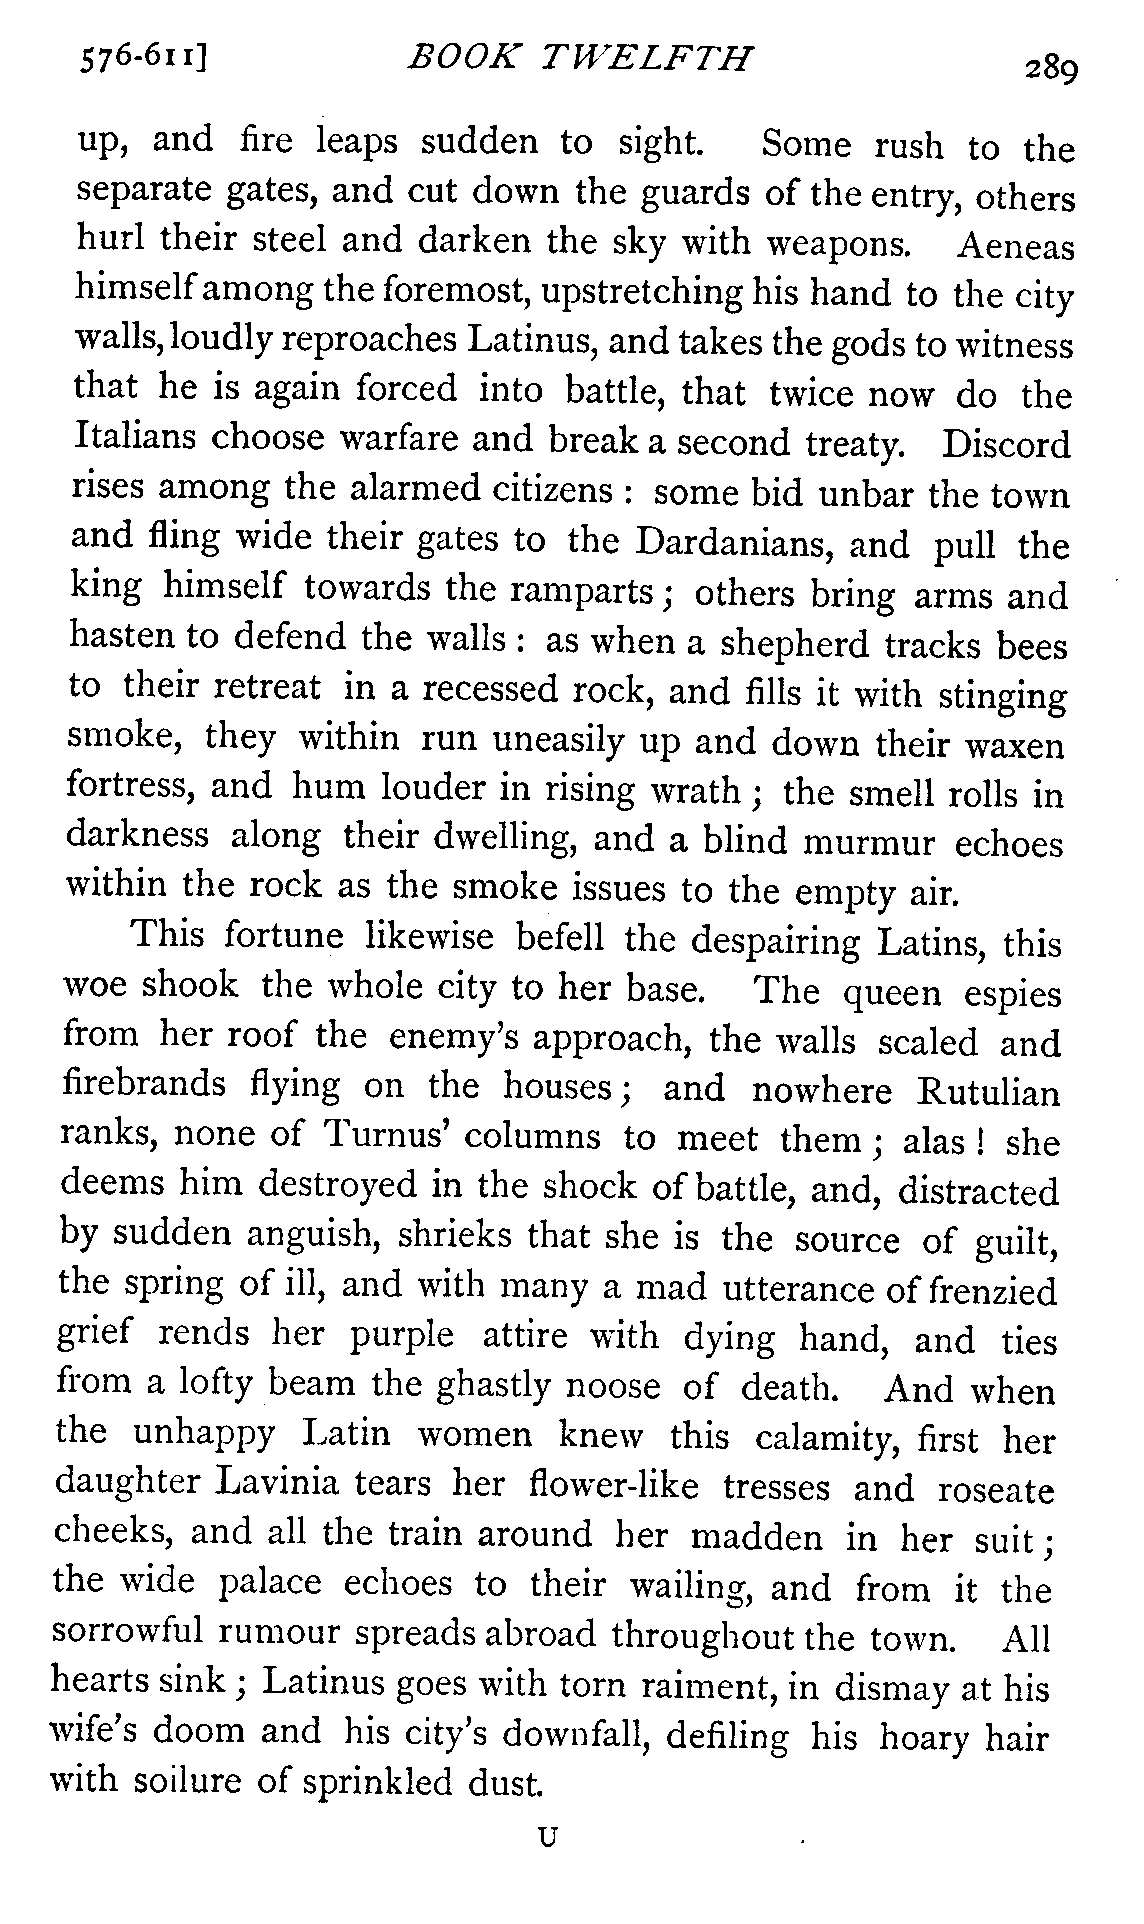 576-611] BOOK TWELFTH 289
up, and fire leaps sudden to sight. Some rush to the
separate gates, and cut down the guards of the entry, others
hurl their steel and darken the sky with weapons. Aeneas
himself among the foremost, upstretching his hand to the city
walls, loudly reproaches Latinus, and takes the gods to witness
that he is again forced into battle, that twice now do the
Italians choose warfare and break a second treaty. Discord
rises among the alarmed citizens : some bid unbar the town
and fling wide their gates to the Dardanians, and pull the
king himself towards the ramparts ; others bring arms and
hasten to defend the walls : as when a shepherd tracks bees
to their retreat in a recessed rock, and fills it with stinging
smoke, they within run uneasily up and down their waxen
fortress, and hum louder in rising wrath ; the smell rolls in
darkness along their dwelling, and a blind murmur echoes
within the rock as the smoke issues to the empty air.
This fortune likewise befell the despairing Latins, this
woe shook the whole city to her base. The queen espies
from her roof the enemy's approach, the walls scaled and
firebrands flying on the houses ; and nowhere Rutulian
ranks, none of Turnus' columns to meet them ; alas ! she
deems him destroyed in the shock of battle, and, distracted
by sudden anguish, shrieks that she is the source of guilt,
the spring of ill, and with many a mad utterance of frenzied
grief rends her purple attire with dying hand, and ties
from a lofty beam the ghastly noose of death. And when
the unhappy Latin women knew this calamity, first her
daughter Lavinia tears her flower-like tresses and roseate
cheeks, and all the train around her madden in her suit ;
the wide palace echoes to their wailing, and from it the
sorrowful rumour spreads abroad throughout the town. All
hearts sink ; Latinus goes with torn raiment, in dismay at his
wife's doom and his city's downfall, defiling his hoary hair
with soilure of sprinkled dust.
U